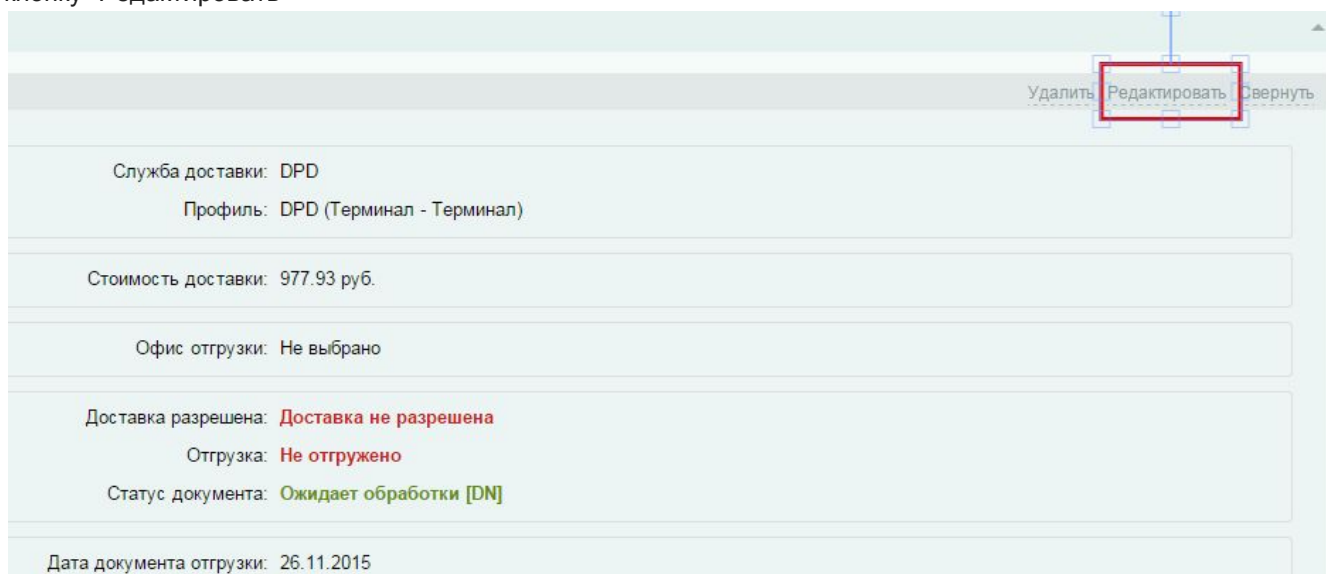 Удалить Редактировать Свернуть
Служба доставки: DPD
Профиль: DPD (Терминал - Терминал)
Стоимость доставки: 977.93 руб.
Офис отгрузки: Не выбрано
Доставка разрешена: Доставка не разрешена
Отгрузка: Не отгружено
Статус документа: Ожидает обработки [DN]
Дата документа отгрузки: 26.11.2015